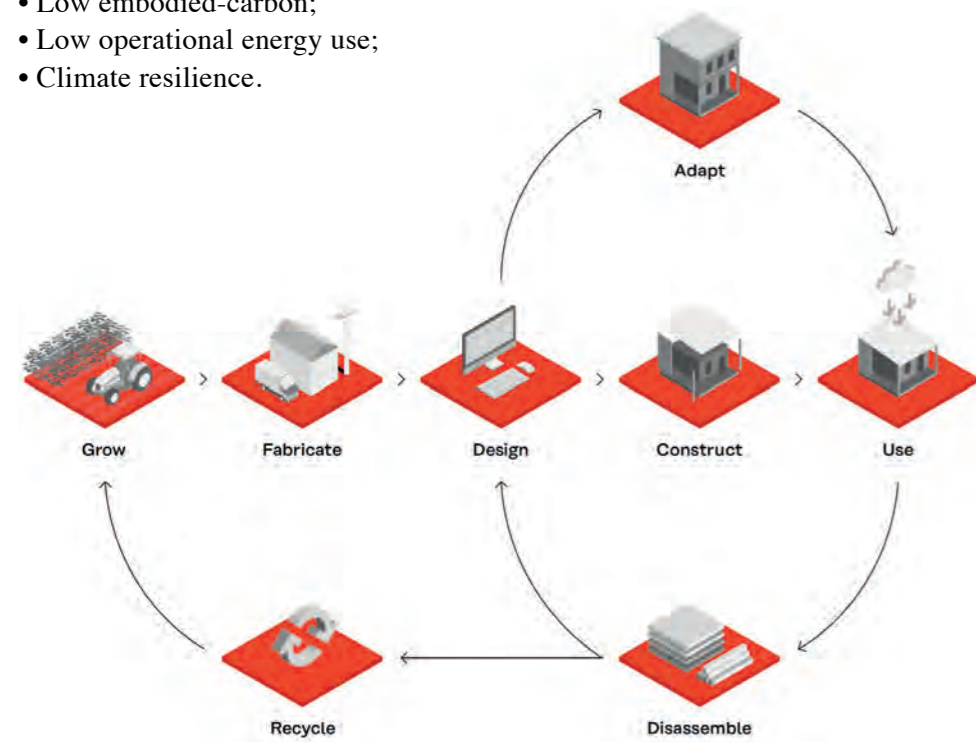 • Low embodied-carbon;
• Low operational energy use;
• Climate resilience.
Adapt
Grow
Fabricate
Design
Construct
Use
Recycle
Disassemble